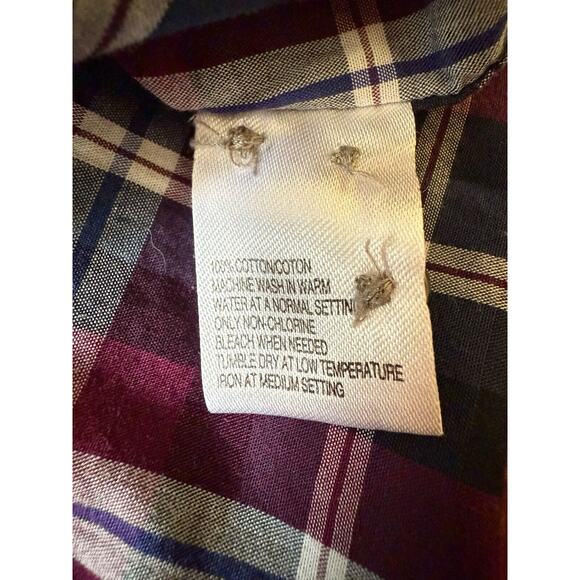 100% COTTON/COTON
MACHINE WASH IN WARM
WATER AT A NORMAL SETTIN
ONLY NON-CHLORINE
BLEACH WHEN NEEDED
TUMBLE DRY AT LOW TEMPERATURE
IRON AT MEDIUM SETTING